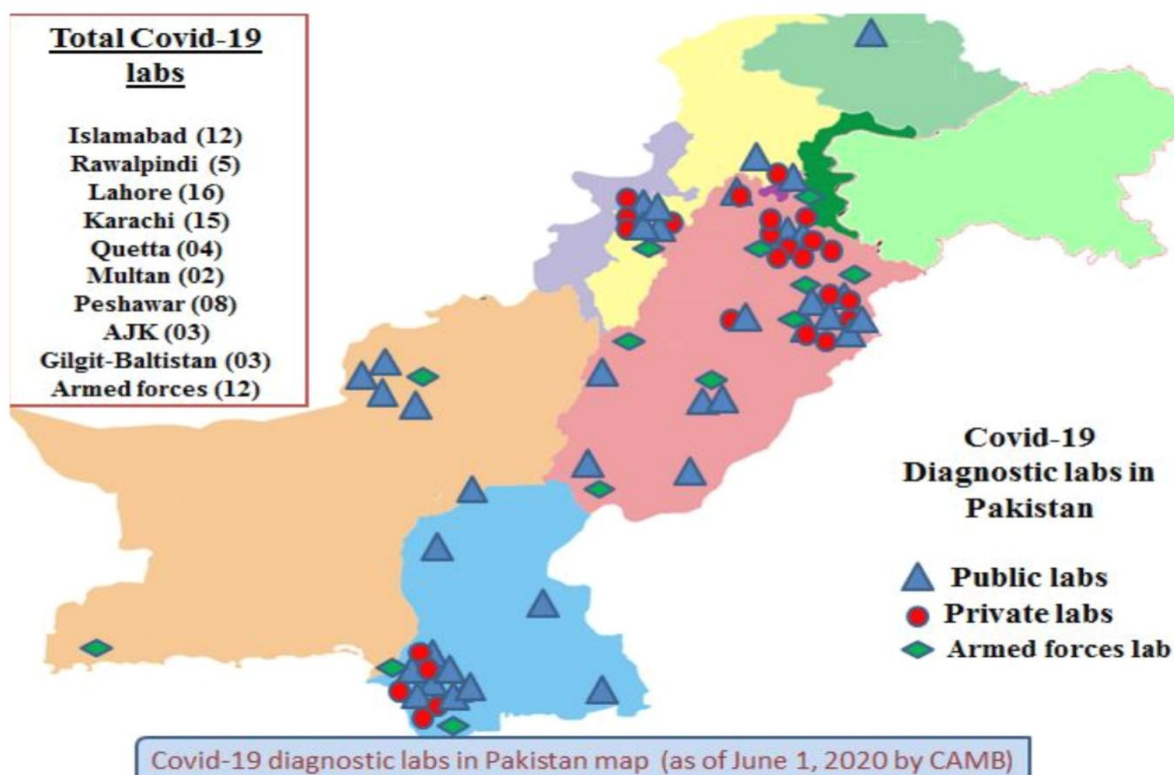 Total Covid-19
labs
Islamabad (12)
Rawalpindi (5)
Lahore (16)
Karachi (15)
Quetta (04)
Multan (02)
Peshawar (08)
AJK (03)
Gilgit-Baltistan (03)
Armed forces (12)
Covid-19
Diagnostic labs in
Pakistan
Public labs
Private labs
Armed forces lab
Covid-19 diagnostic labs in Pakistan map (as of June 1, 2020 by CAMB)